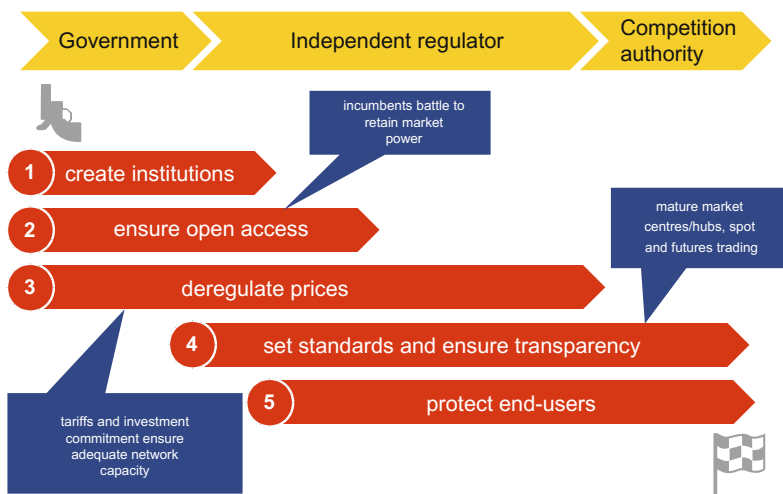 Government
Independent regulator
Competition
authority
incumbents battle to
retain market
power
1
create institutions
2
ensure open access
mature market
centres/hubs, spot
and futures trading
3
deregulate prices
4
set standards and ensure transparency
5
protect end-users
tariffs and investment
commitment ensure
adequate network
capacity